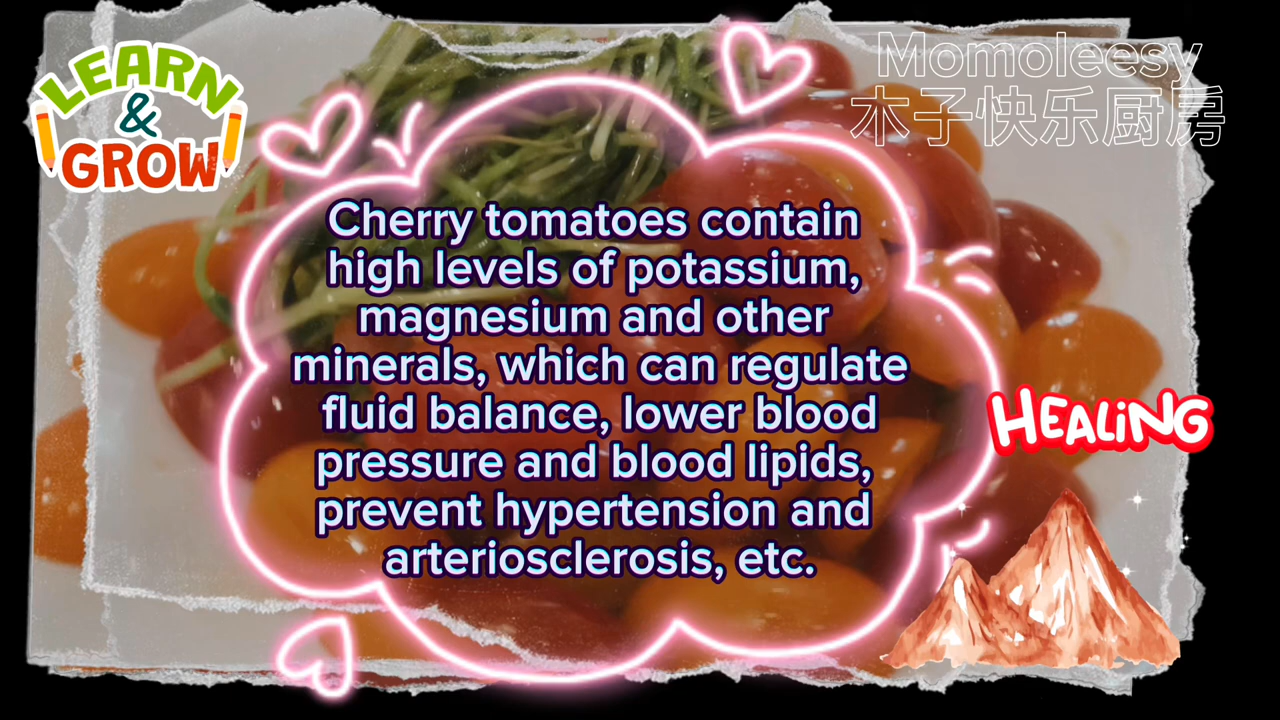 LEARN
&
GROW
Momoleesy
木子快乐厨房
Cherry tomatoes contain
high levels of potassium,
magnesium and other
minerals, which can regulate
fluid balance, lower blood
pressure and blood lipids,
prevent hypertension and
arteriosclerosis, etc.
HEALiNG